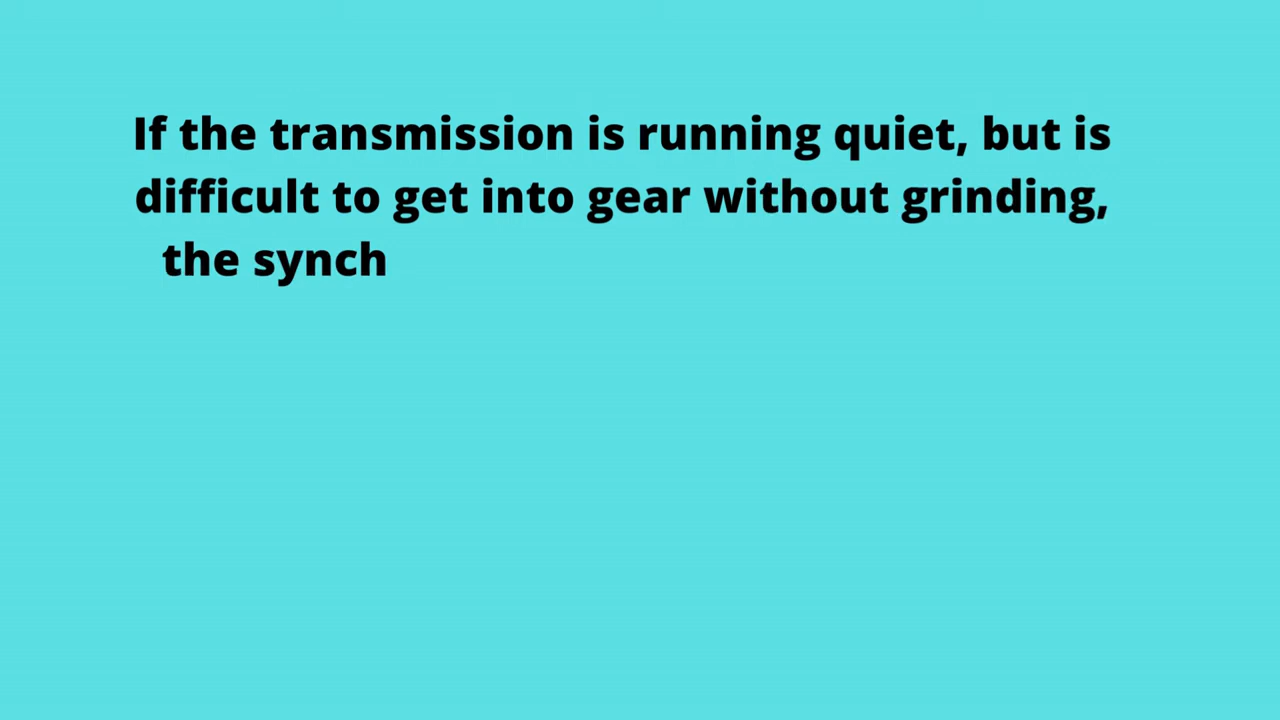 If the transmission is running quiet, but is
difficult to get into gear without grinding,
the synch